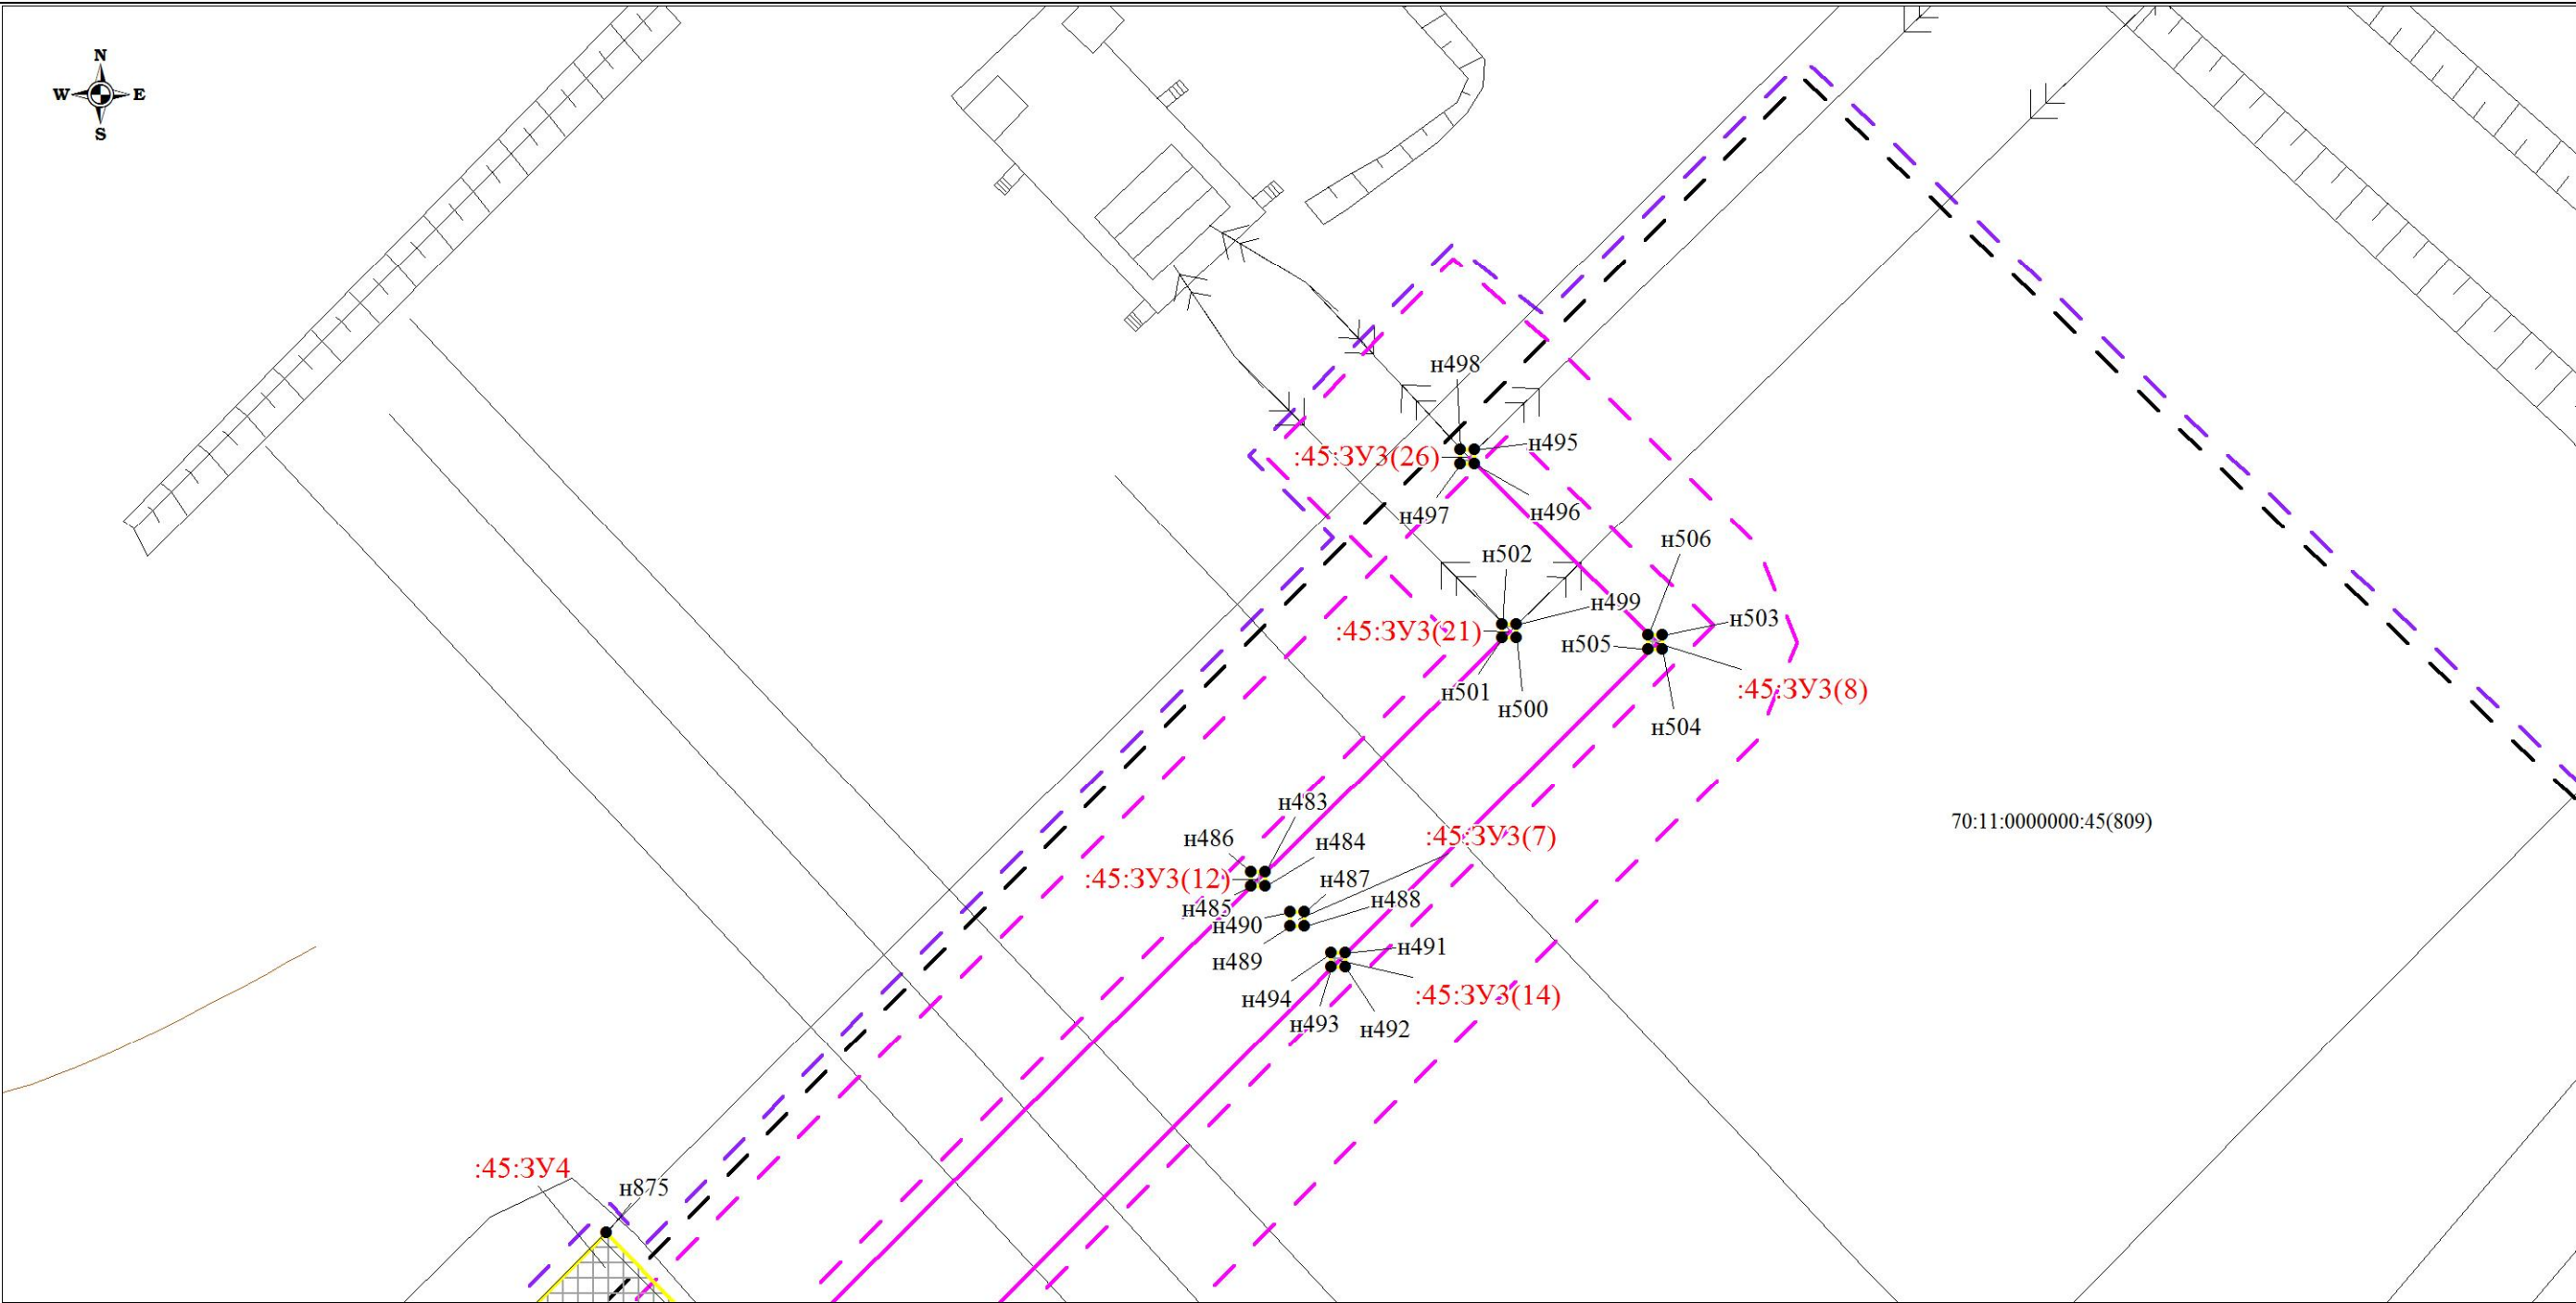 N
W E
S
н498
н495
:45:ЗУ3(26)
н497
н496
н506
н502
н499
н503
:45:ЗУ3(21)
н505
:45:ЗУ3(8)
н501
н500
н504
н483
:45:ЗУ3(7)
70:11:0000000:45(809)
н486
н484
:45:ЗУ3(12)
н487
н485
н488
н490
н491
н489
н494
:45:ЗУ3(14)
н493
н492
:45:ЗУ4
н875